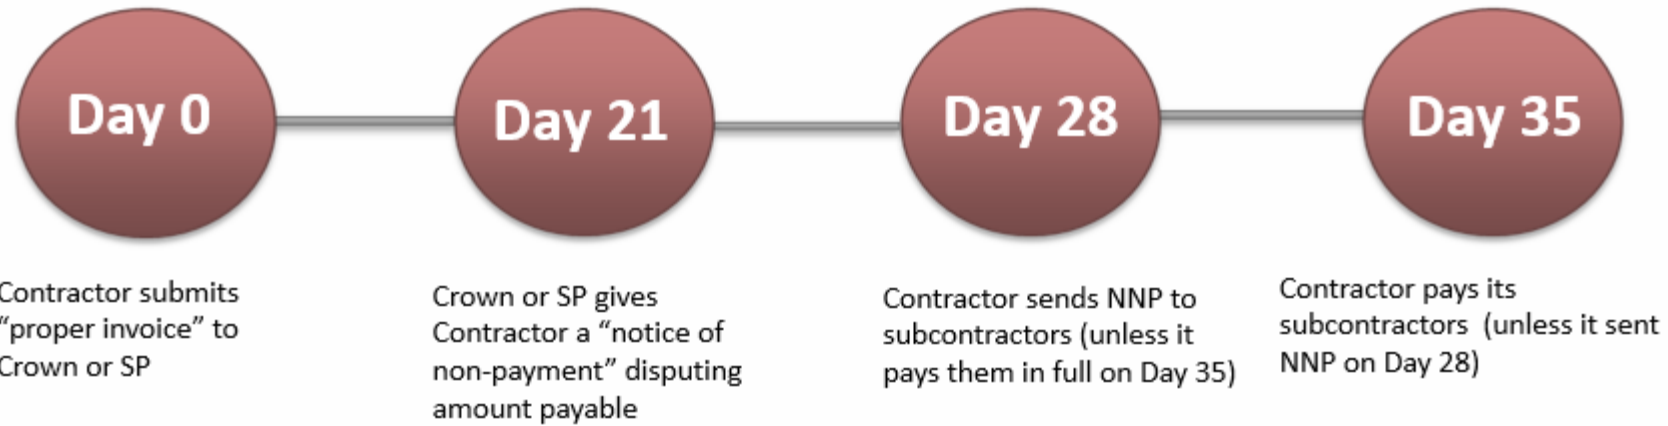 Day 0
Day 21
Day 28
Day 35
Contractor submits
“proper invoice” to
Crown or SP
Crown or SP gives
Contractor a “notice of
non-payment” disputing
amount payable
Contractor sends NNP to
subcontractors (unless it
pays them in full on Day 35)
Contractor pays its
subcontractors  (unless it sent
NNP on Day 28)